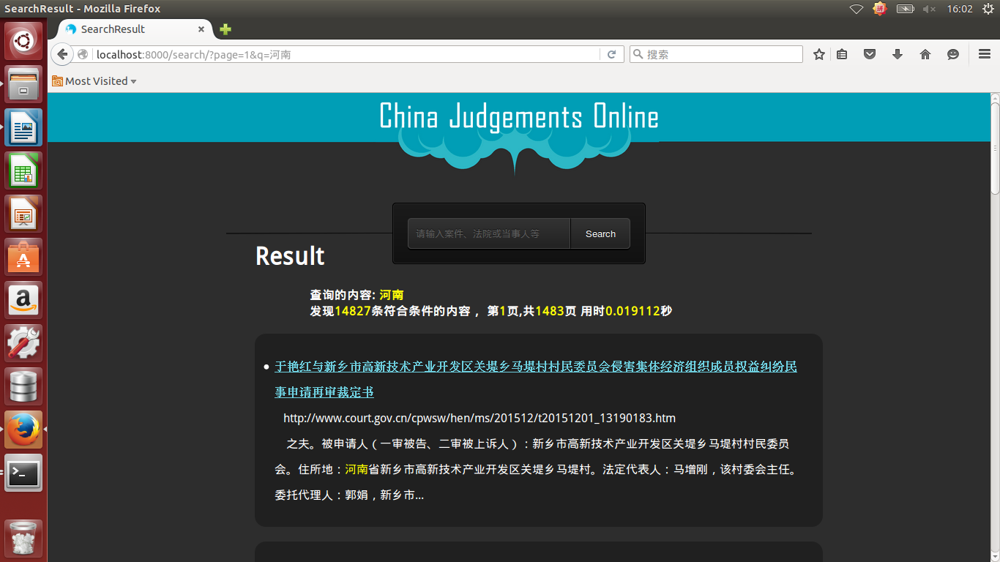 SearchResult - Mozilla Firefox
拼
16:02
SearchResult
localhost:8000/search/?page=1&q=河南
搜索
Most Visited
China Judgements Online
请输入案件、法院或当事人等
Search
Result
查询的内容: 河南
发现14827条符合条件的内容， 第1页,共1483页 用时0.019112秒
于艳红与新乡市高新技术产业开发区关堤乡马堤村村民委员会侵害集体经济组织成员权益纠纷民
事申请再审裁定书
http://www.court.gov.cn/cpwsw/hen/ms/201512/t20151201_13190183.htm
之夫。被申请人（一审被告、二审被上诉人）：新乡市高新技术产业开发区关堤乡马堤村村民委员
会。住所地：河南省新乡市高新技术产业开发区关堤乡马堤村。法定代表人：马增刚，该村委会主任。
委托代理人：郭娟，新乡市...